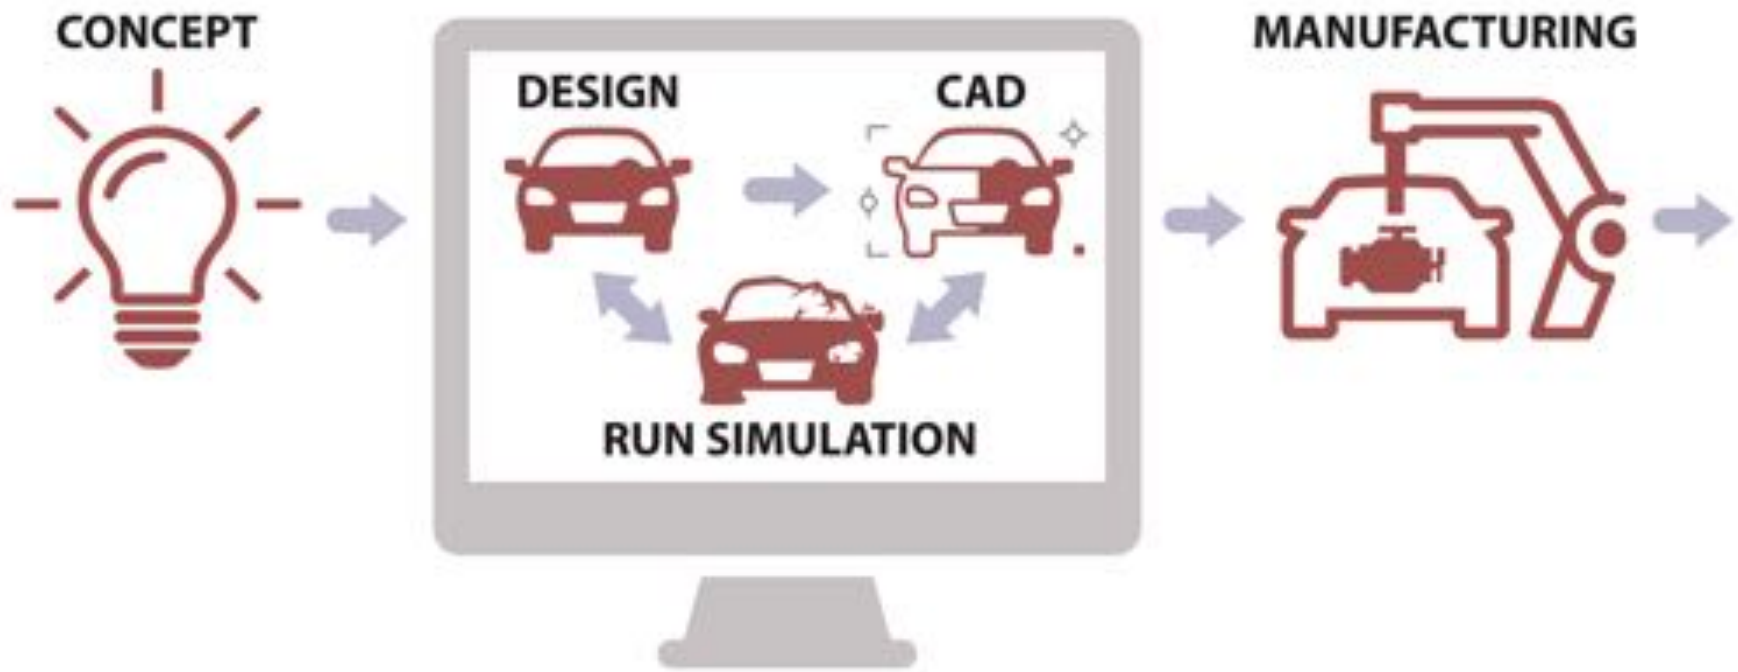 CONCEPT
DESIGN
CAD
RUN SIMULATION
MANUFACTURING